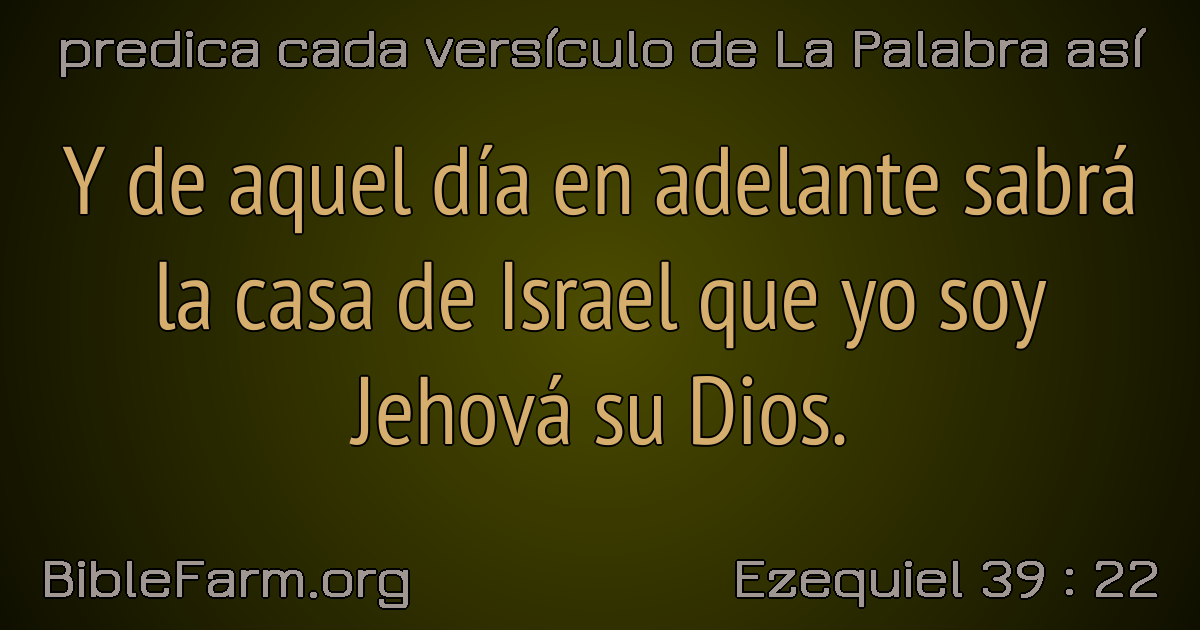 predica cada versículo de La Palabra así
Y de aquel día en adelante sabrá
la casa de Israel que yo soy
Jehová su Dios.
BibleFarm.org
Ezequiel 39 : 22